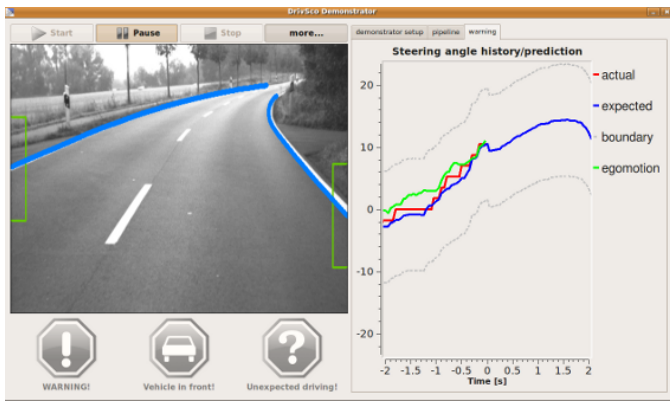 DriVSco Demonstrator
Start Pause Stop more...
demonstrator setup pipeline warning
Steering angle history/prediction
20
10
0
-10
-20
-2 -1.5 -1 -0.5 0 0.5 1 1.5 2
Time [s]
actual
expected
boundary
egomotion
WARNING! Vehicle in front! Unexpected driving!